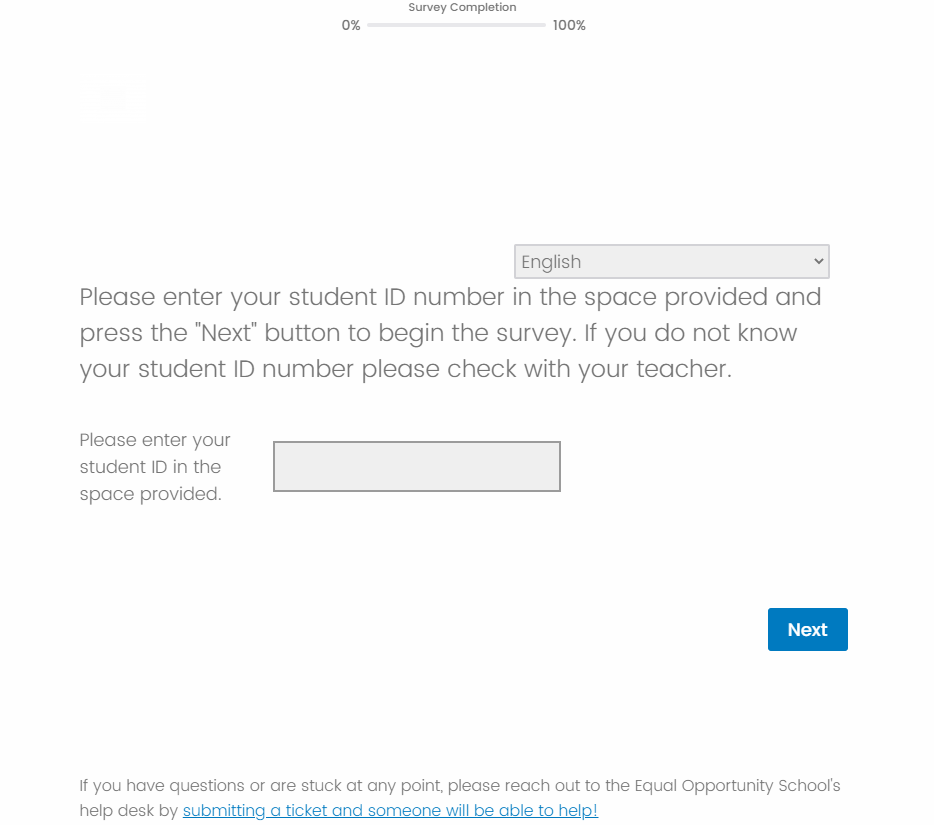 Survey Completion
0% 100%
English
Please enter your student ID number in the space provided and
press the "Next" button to begin the survey. If you do not know
your student ID number please check with your teacher.
Please enter your
student ID in the
space provided.
Next
If you have questions or are stuck at any point, please reach out to the Equal Opportunity School's
help desk by submitting a ticket and someone will be able to help!